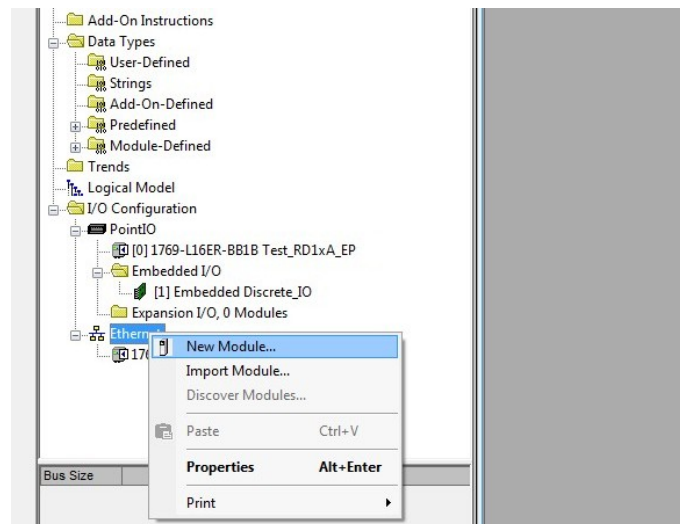 Add-On Instructions
Data Types
User-Defined
Strings
Add-On-Defined
Predefined
Module-Defined
Trends
Logical Model
I/O Configuration
PointIO
[0] 1769-L16ER-BB1B Test_RD1xA_EP
Embedded I/O
[1] Embedded Discrete_IO
Expansion I/O, 0 Modules
Ethern
176
New Module...
Import Module...
Discover Modules...
Paste Ctrl+V
Properties Alt+Enter
Print
Bus Size